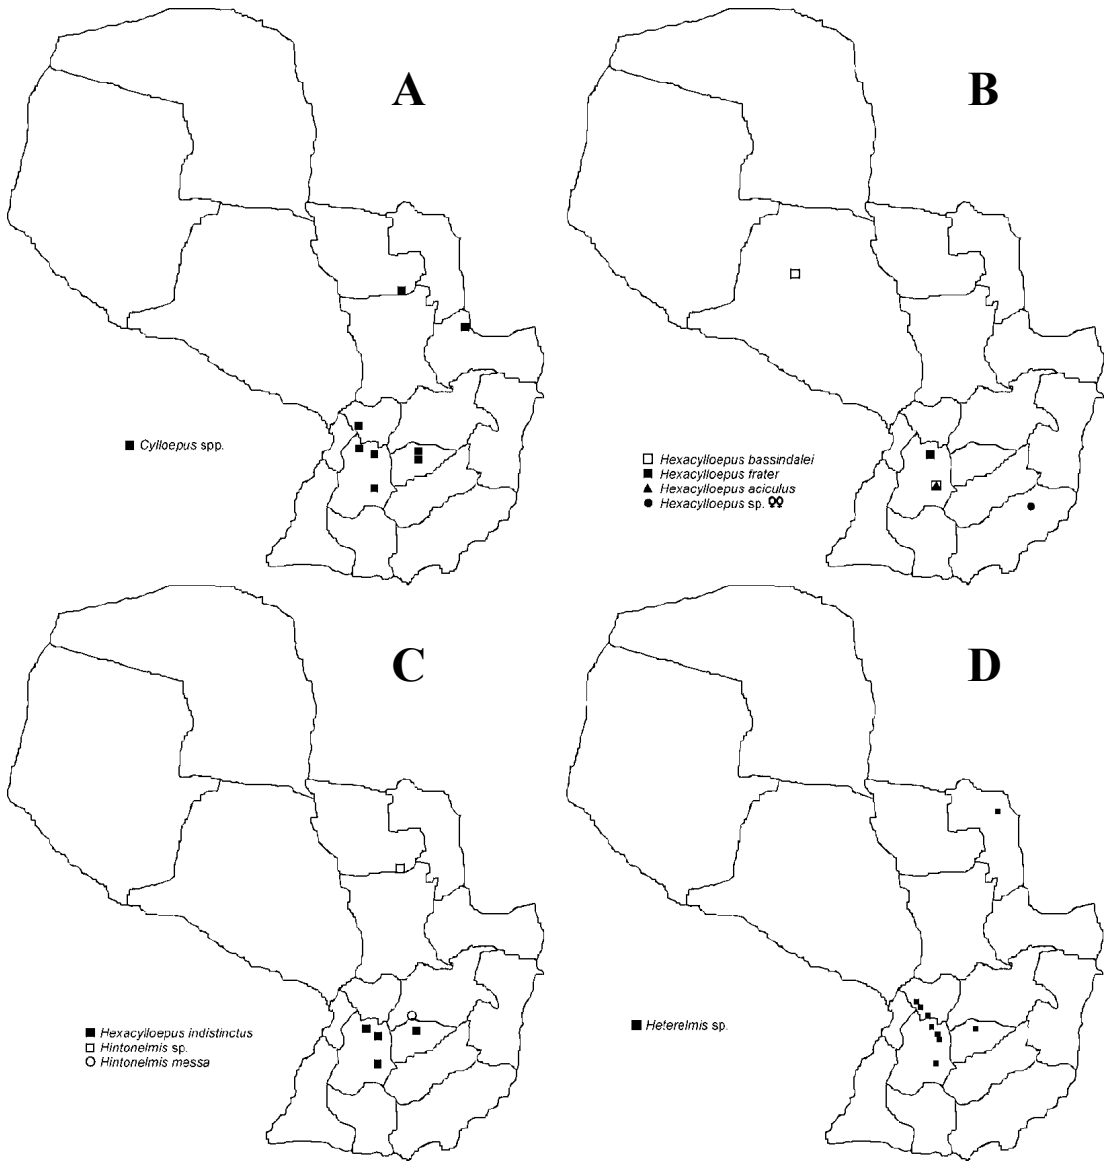 A
Cylloepus spp.
B
Hexacylloepus bassindalei
Hexacylloepus frater
Hexacylloepus aciculus
Hexacylloepus sp. ♀♀
C
Hexacylloepus indistinctus
Hintonelmis sp.
Hintonelmis messa
D
Heterelmis sp.